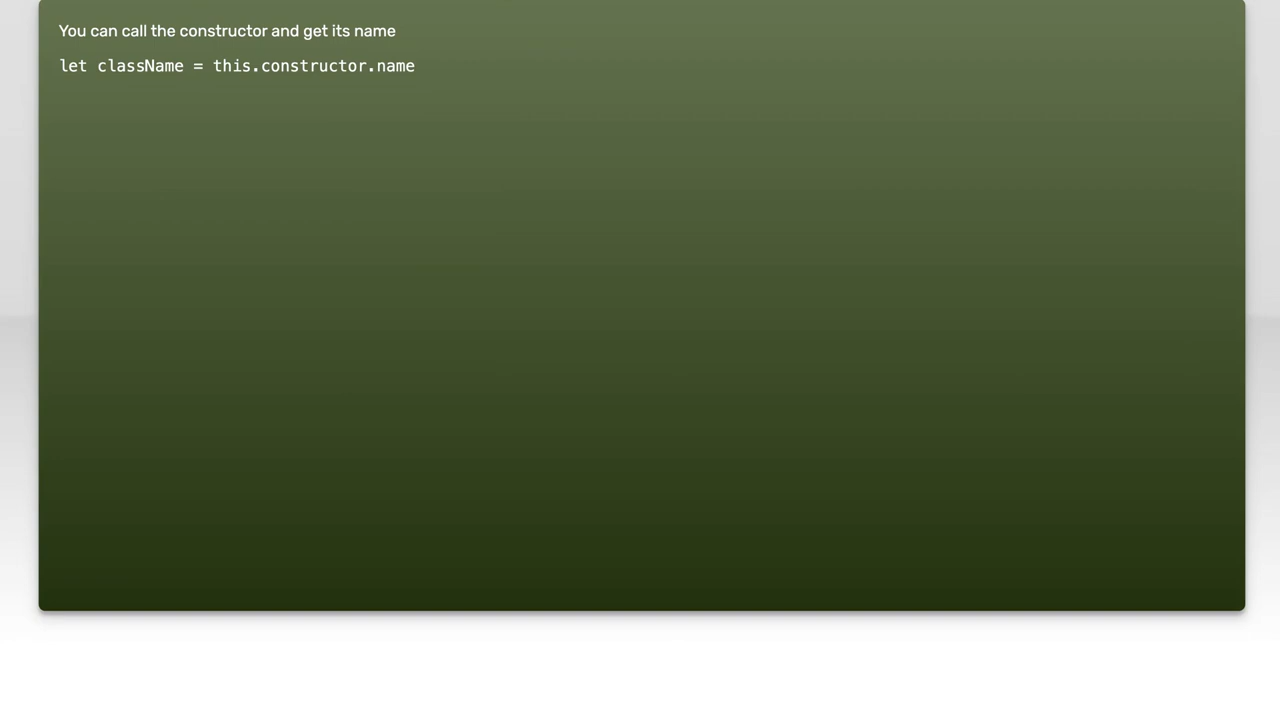 You can call the constructor and get its name
let className = this.constructor.name